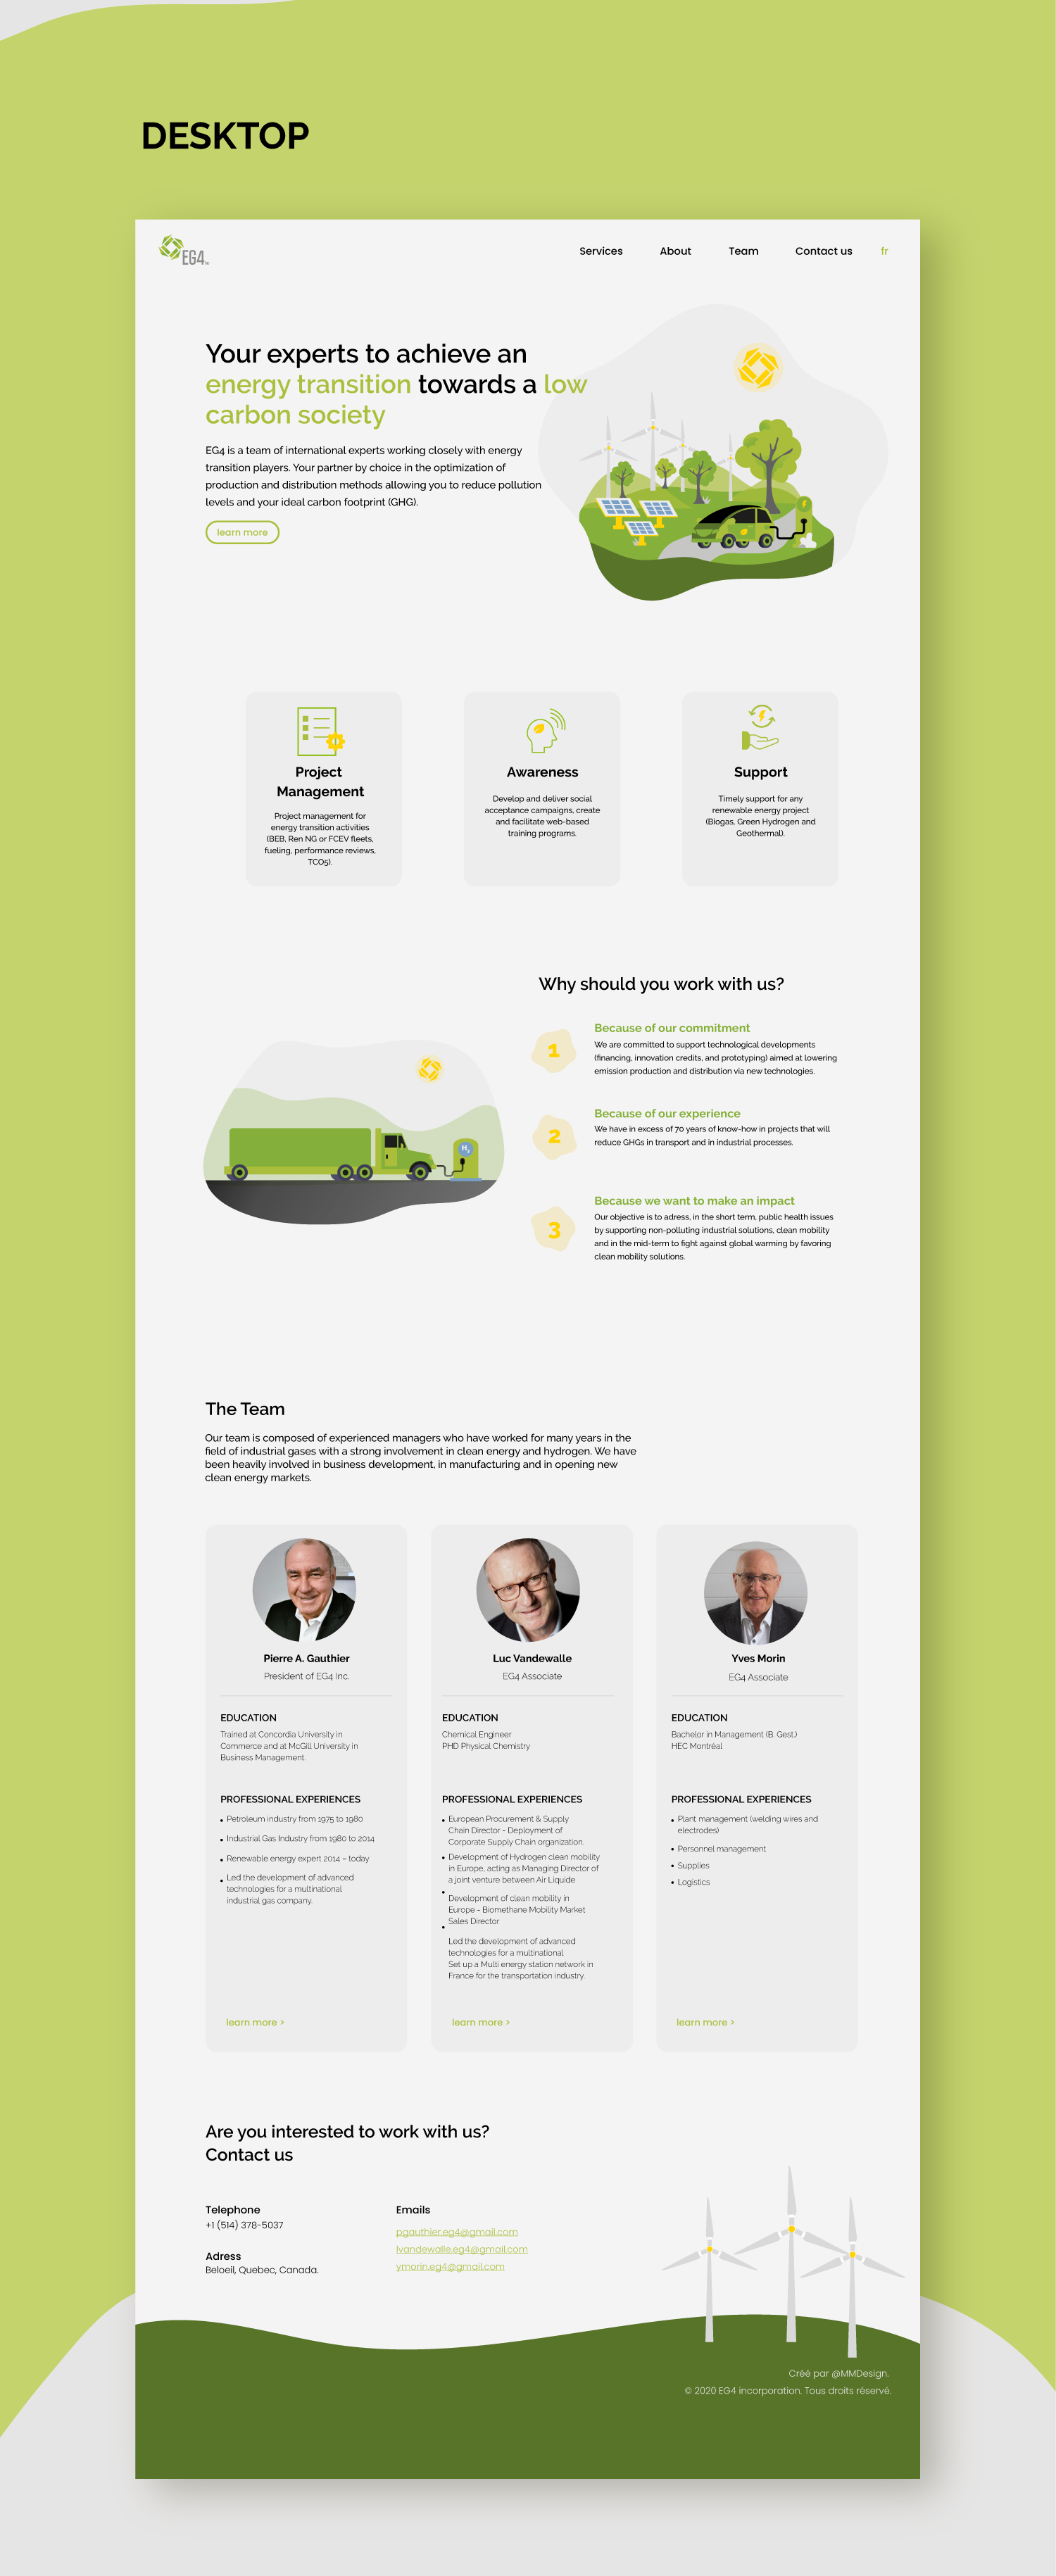 DESKTOP
EG4
Services About Team Contact us fr
Your experts to achieve an
energy transition towards a low
carbon society
EG4 is a team of international experts working closely with energy
transition players. Your partner by choice in the optimization of
production and distribution methods allowing you to reduce pollution
levels and your ideal carbon footprint (GHG).
learn more
Project
Management
Project management for
energy transition activities
(BEB, Ren NG or FCEV fleets,
fueling, performance reviews,
TCO5).
Awareness
Develop and deliver social
acceptance campaigns, create
and facilitate web-based
training programs.
Support
Timely support for any
renewable energy project
(Biogas, Green Hydrogen and
Geothermal).
Why should you work with us?
1
Because of our commitment
We are committed to support technological developments
(financing, innovation credits, and prototyping) aimed at lowering
emission production and distribution via new technologies.
2
Because of our experience
We have in excess of 70 years of know-how in projects that will
reduce GHGs in transport and in industrial processes.
H2
3
Because we want to make an impact
Our objective is to adress, in the short term, public health issues
by supporting non-polluting industrial solutions, clean mobility
and in the mid-term to fight against global warming by favoring
clean mobility solutions.
The Team
Our team is composed of experienced managers who have worked for many years in the
field of industrial gases with a strong involvement in clean energy and hydrogen. We have
been heavily involved in business development, in manufacturing and in opening new
clean energy markets.
Pierre A. Gauthier
President of EG4 Inc.
EDUCATION
Trained at Concordia University in
Commerce and at McGill University in
Business Management.
PROFESSIONAL EXPERIENCES
• Petroleum industry from 1975 to 1980
• Industrial Gas Industry from 1980 to 2014
• Renewable energy expert 2014 – today
• Led the development of advanced
technologies for a multinational
industrial gas company.
learn more >
Luc Vandewalle
EG4 Associate
EDUCATION
Chemical Engineer
PHD Physical Chemistry
PROFESSIONAL EXPERIENCES
• European Procurement & Supply
Chain Director - Deployment of
Corporate Supply Chain organization.
• Development of Hydrogen clean mobility
in Europe, acting as Managing Director of
a joint venture between Air Liquide
• Development of clean mobility in
Europe - Biomethane Mobility Market
Sales Director
• Led the development of advanced
technologies for a multinational
Set up a Multi energy station network in
France for the transportation industry.
learn more >
Yves Morin
EG4 Associate
EDUCATION
Bachelor in Management (B. Gest.)
HEC Montréal
PROFESSIONAL EXPERIENCES
• Plant management (welding wires and
electrodes)
• Personnel management
• Supplies
• Logistics
learn more >
Are you interested to work with us?
Contact us
Telephone
+1 (514) 378-5037
Adress
Beloeil, Quebec, Canada.
Emails
pgauthier.eg4@gmail.com
lvandewalle.eg4@gmail.com
ymorin.eg4@gmail.com
Créé par @MMDesign.
© 2020 EG4 incorporation. Tous droits réservé.